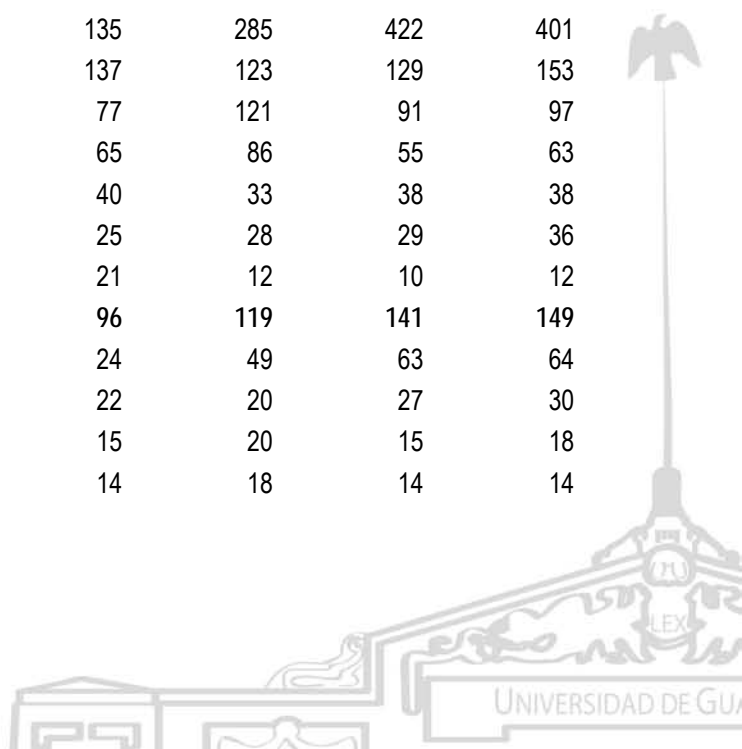 135 285 422 401
137 123 129 153
77 121 91 97
65 86 55 63
40 33 38 38
25 28 29 36
21 12 10 12
96 119 141 149
24 49 63 64
22 20 27 30
15 20 15 18
14 18 14 14
LEX
UNIVERSIDAD DE GUA